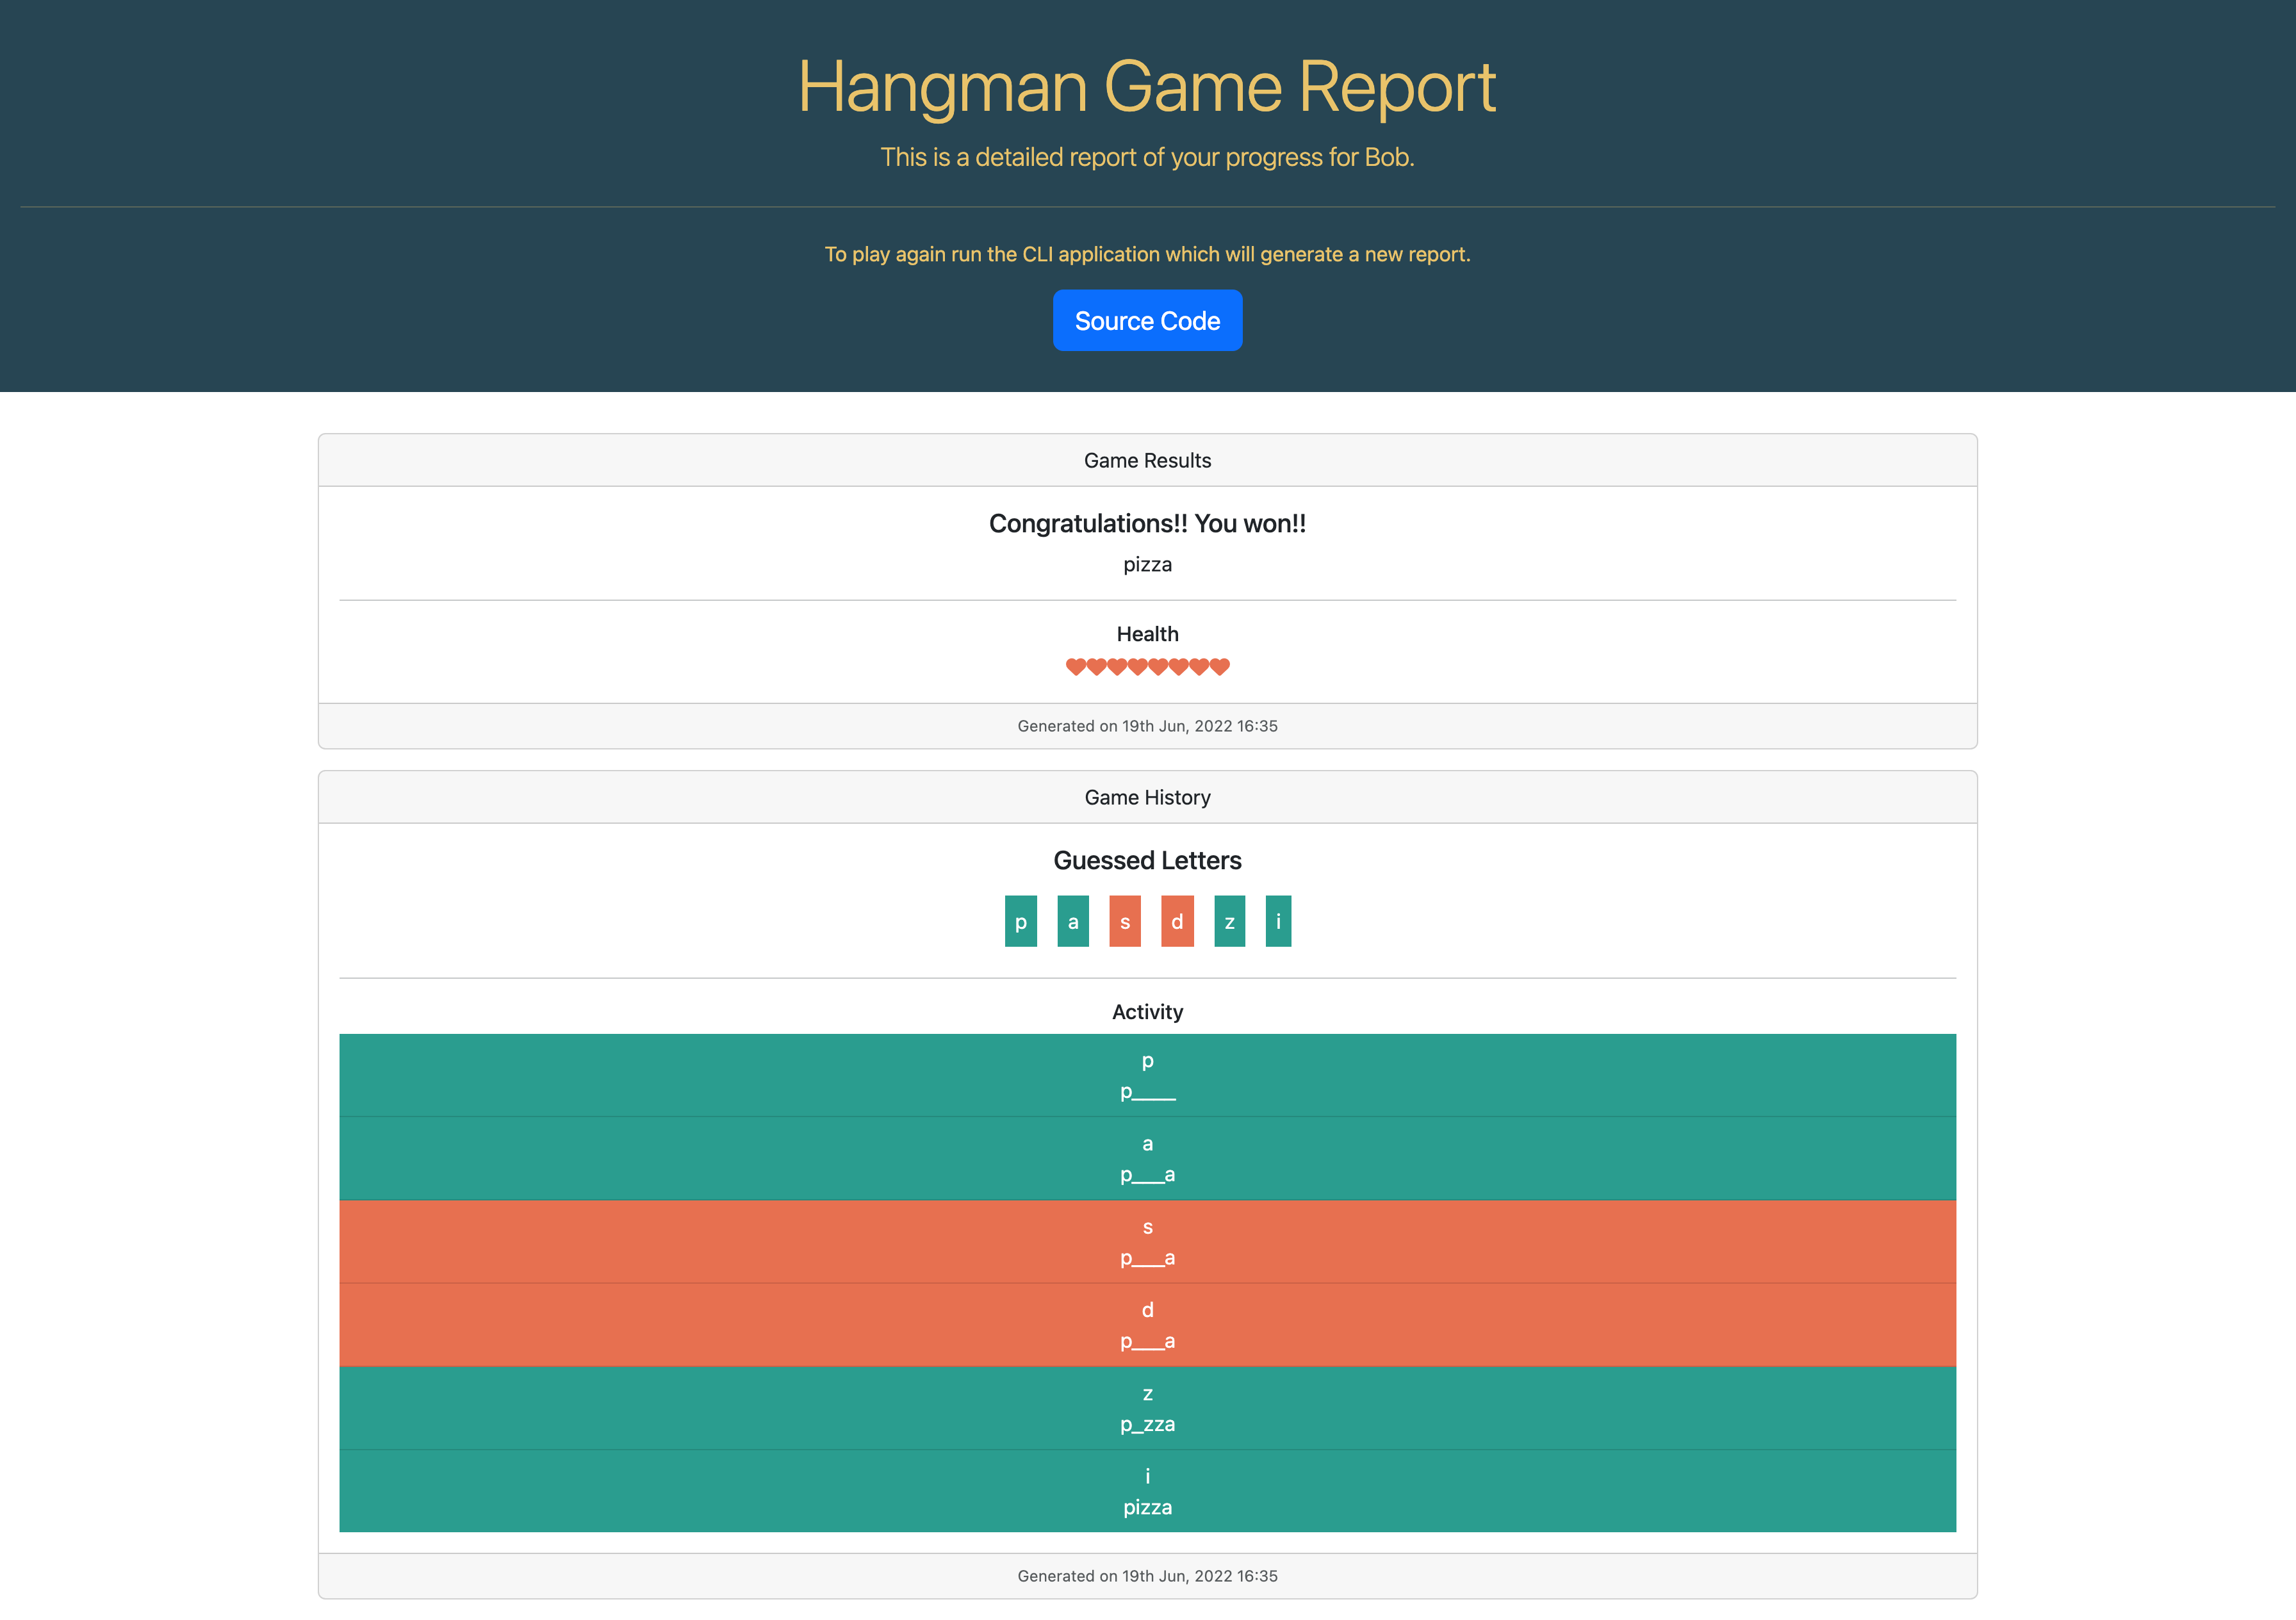 Hangman Game Report
This is a detailed report of your progress for Bob.
To play again run the CLI application which will generate a new report.
Source Code
Game Results
Congratulations!! You won!!
pizza
Health
Generated on 19th Jun, 2022 16:35
Game History
Guessed Letters
p a s d z i
Activity
p
p____
a
p___a
s
p___a
d
p___a
z
p_zza
i
pizza
Generated on 19th Jun, 2022 16:35